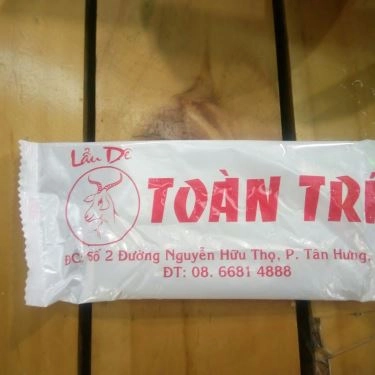 Lẩu Dê
TOÀN TRÍ
ĐC: Số 2 Đường Nguyễn Hữu Thọ, P. Tân Hưng,
ĐT: 08. 6681 4888